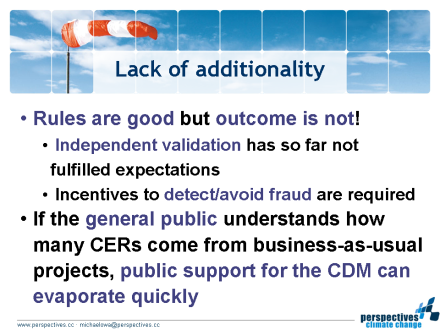 Lack of additionality
• Rules are good but outcome is not!
• Independent validation has so far not
fulfilled expectations
• Incentives to detect/avoid fraud are required
• If the general public understands how
many CERs come from business-as-usual
projects, public support for the CDM can
evaporate quickly
www.perspectives.cc · michaelowa@perspectives.cc
perspectives
climate change